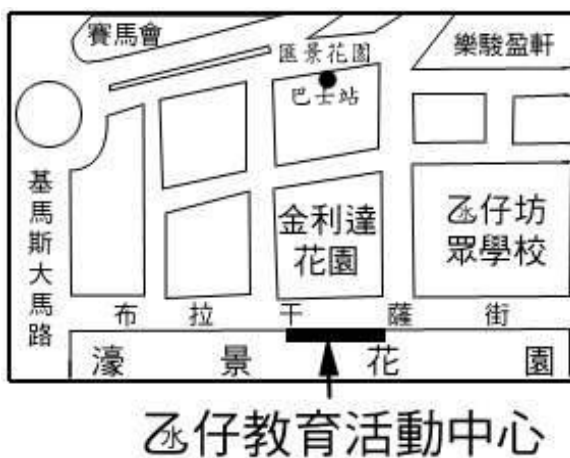 賽馬會
匯景花園
巴士站
樂駿盈軒
基馬斯大馬路
金利達
花園
氹仔坊
眾學校
布拉干薩街
濠景花園
氹仔教育活動中心